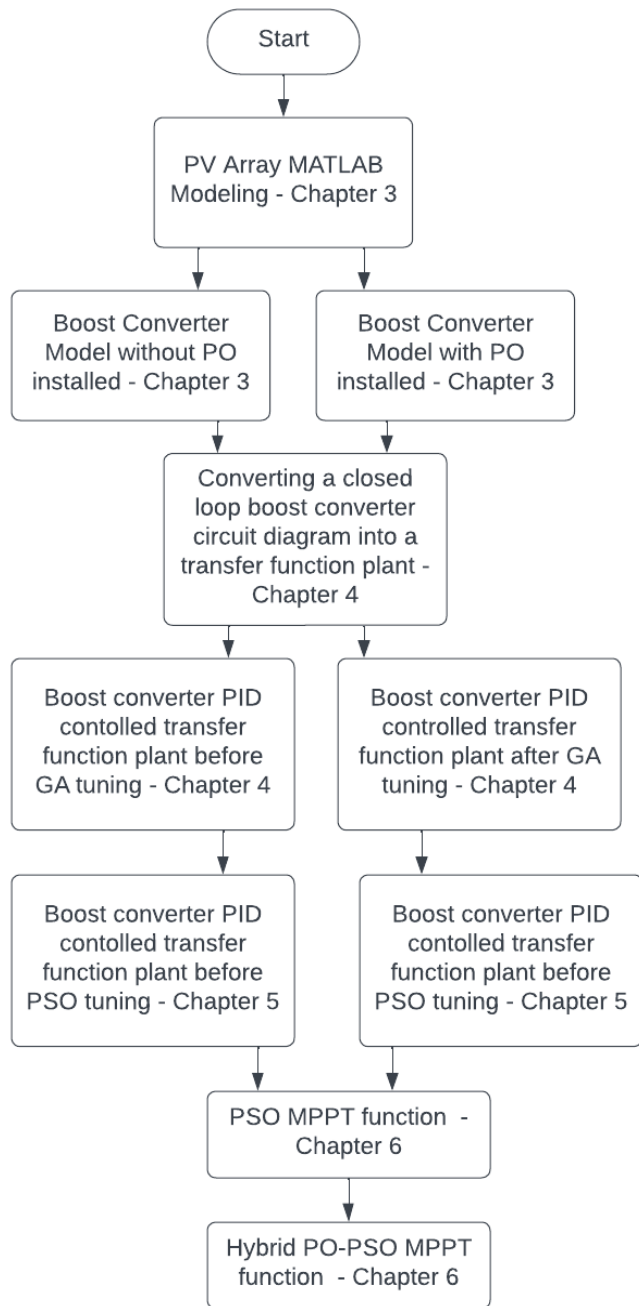 Start
PV Array MATLAB
Modeling - Chapter 3
Boost Converter
Model without PO
installed - Chapter 3
Boost Converter
Model with PO
installed - Chapter 3
Converting a closed
loop boost converter
circuit diagram into a
transfer function plant -
Chapter 4
Boost converter PID
contolled transfer
function plant before
GA tuning - Chapter 4
Boost converter PID
controlled transfer
function plant after GA
tuning - Chapter 4
Boost converter PID
contolled transfer
function plant before
PSO tuning - Chapter 5
Boost converter PID
contolled transfer
function plant before
PSO tuning - Chapter 5
PSO MPPT function -
Chapter 6
Hybrid PO-PSO MPPT
function - Chapter 6